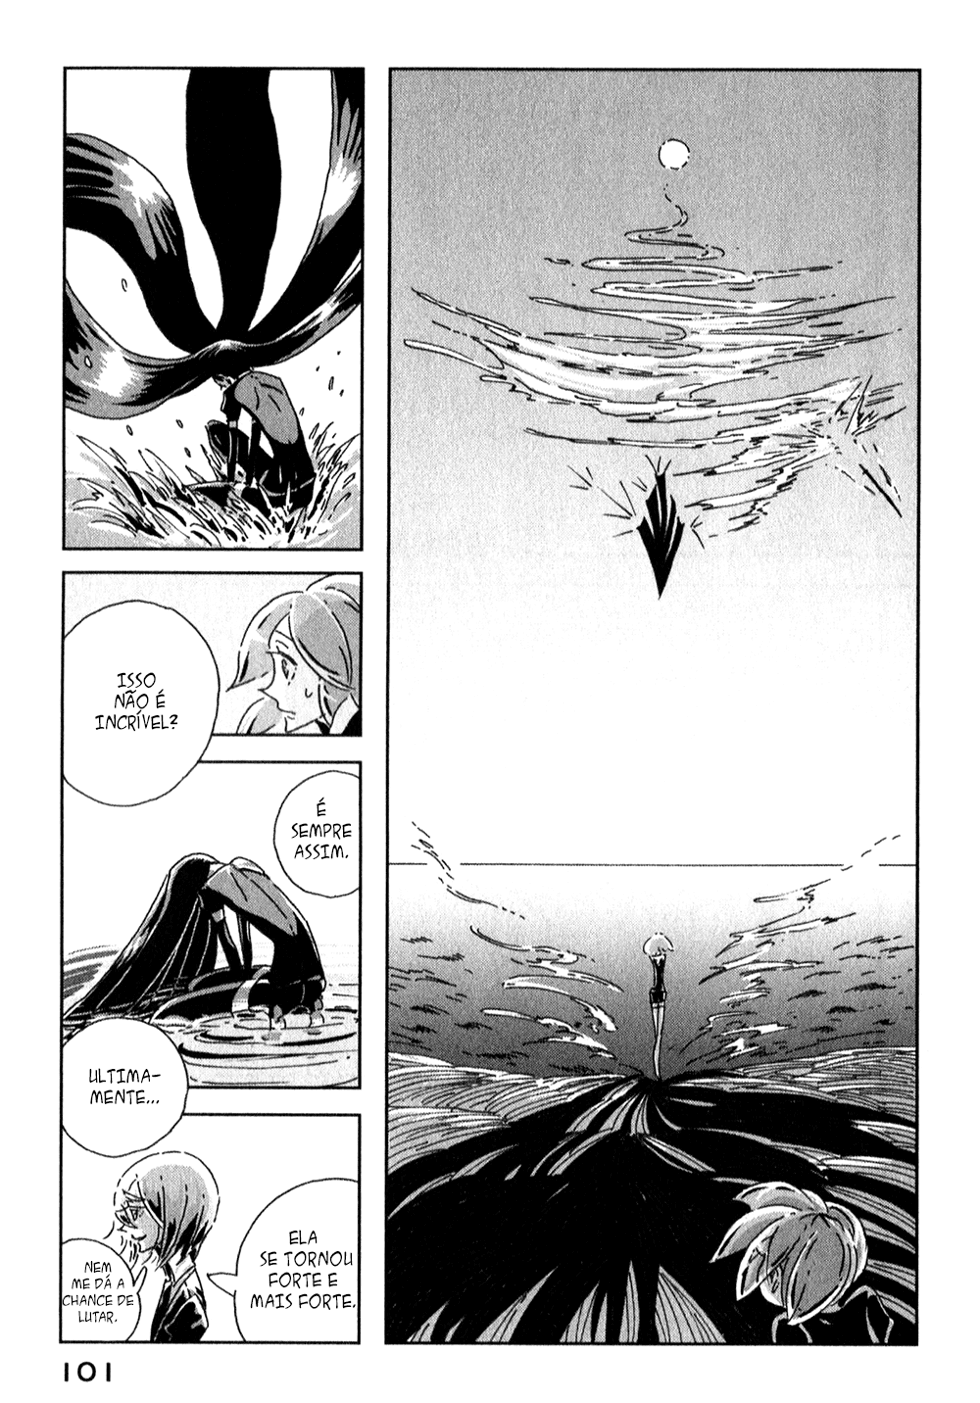 ISSO
NÃO É
INCRÍVEL?
É
SEMPRE
ASSIM.
ULTIMA-
MENTE...
ELA
SE TORNOU
FORTE E
MAIS FORTE.
NEM
ME DÁ A
CHANCE DE
LUTAR.
101